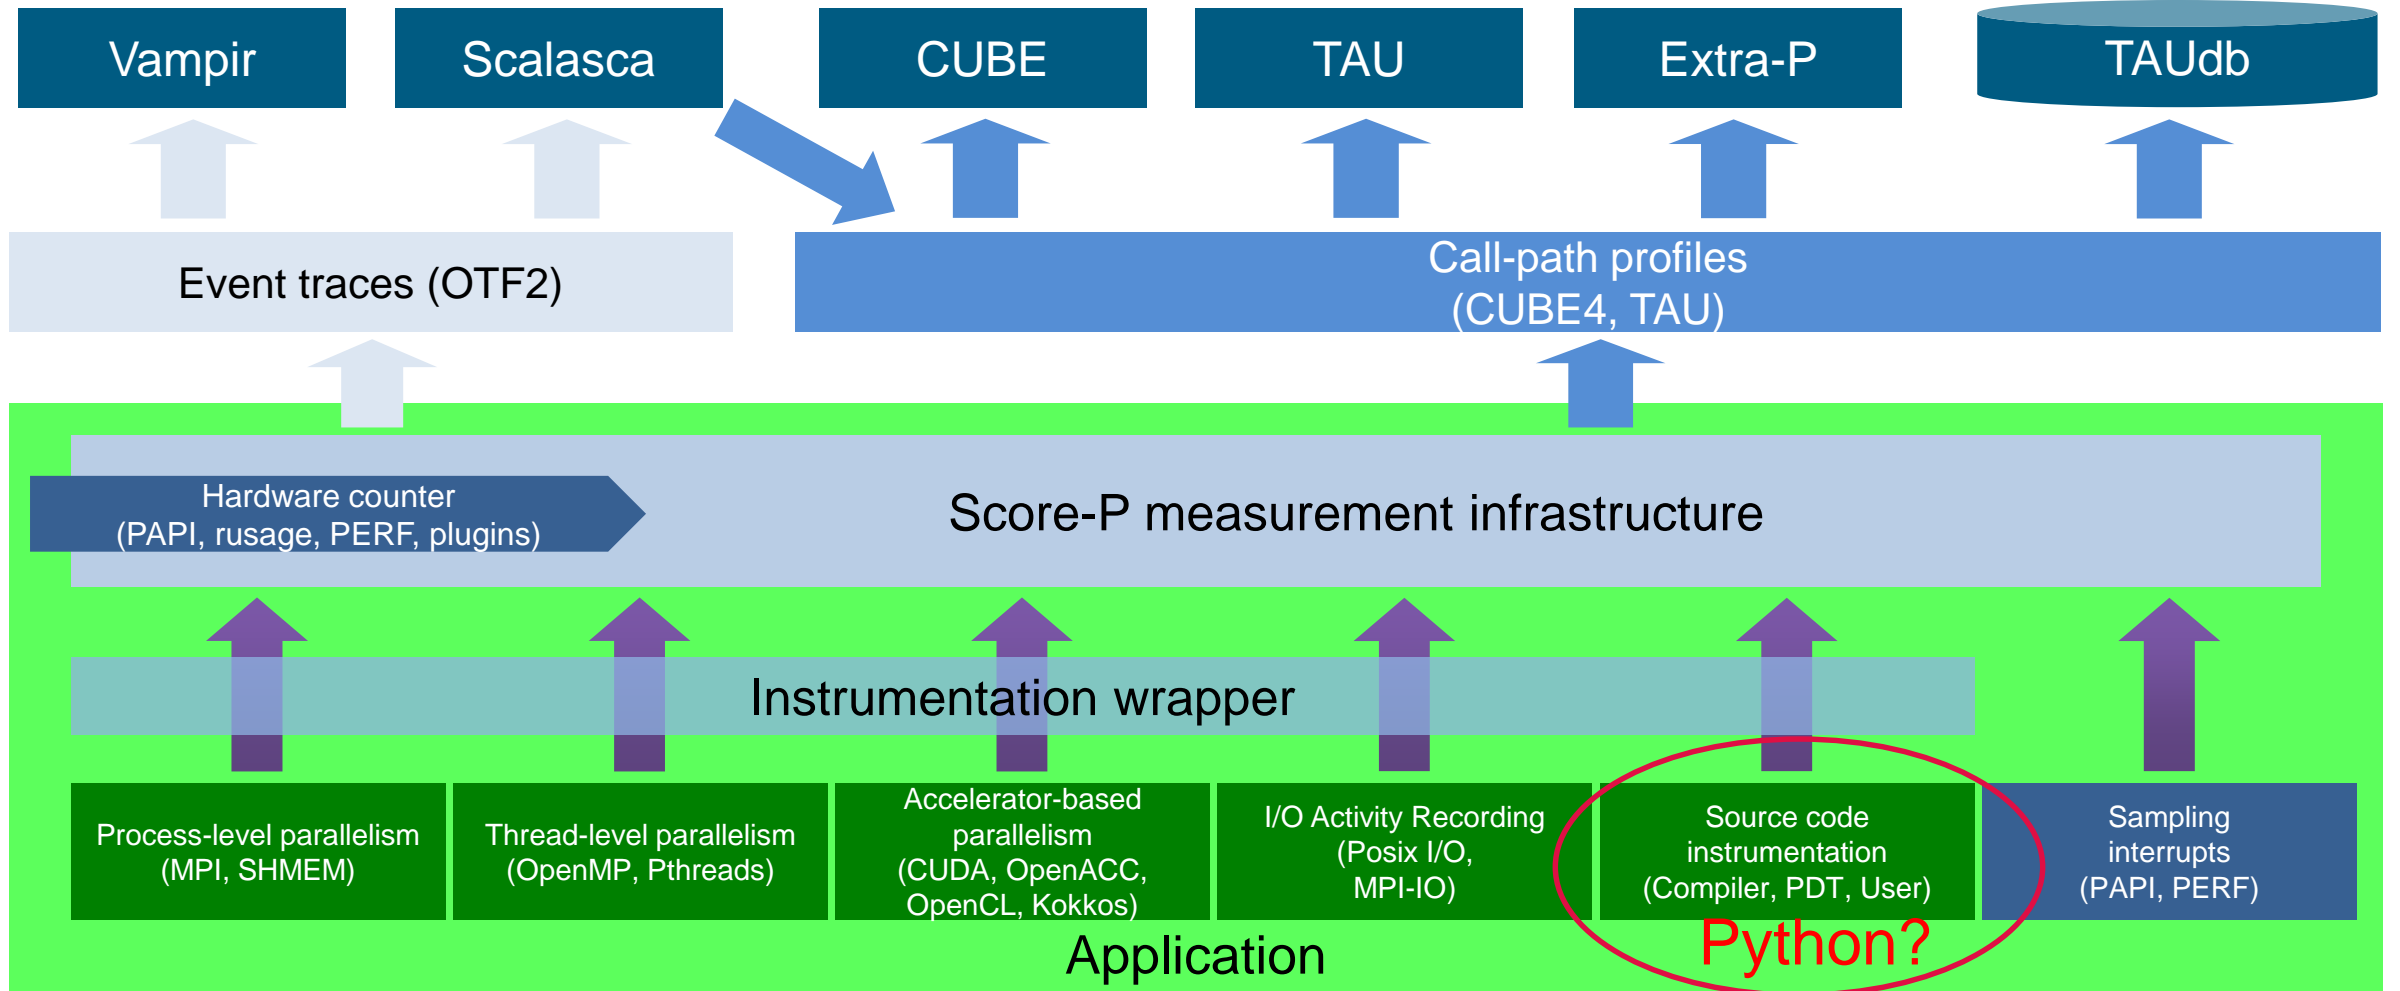 Vampir
Scalasca
CUBE
TAU
Extra-P
TAUdb
Event traces (OTF2)
Call-path profiles
(CUBE4, TAU)
Hardware counter
(PAPI, rusage, PERF, plugins)
Score-P measurement infrastructure
Instrumentation wrapper
Process-level parallelism
(MPI, SHMEM)
Thread-level parallelism
(OpenMP, Pthreads)
Accelerator-based
parallelism
(CUDA, OpenACC,
OpenCL, Kokkos)
I/O Activity Recording
(Posix I/O,
MPI-IO)
Source code
instrumentation
(Compiler, PDT, User)
Sampling
interrupts
(PAPI, PERF)
Application
Python?